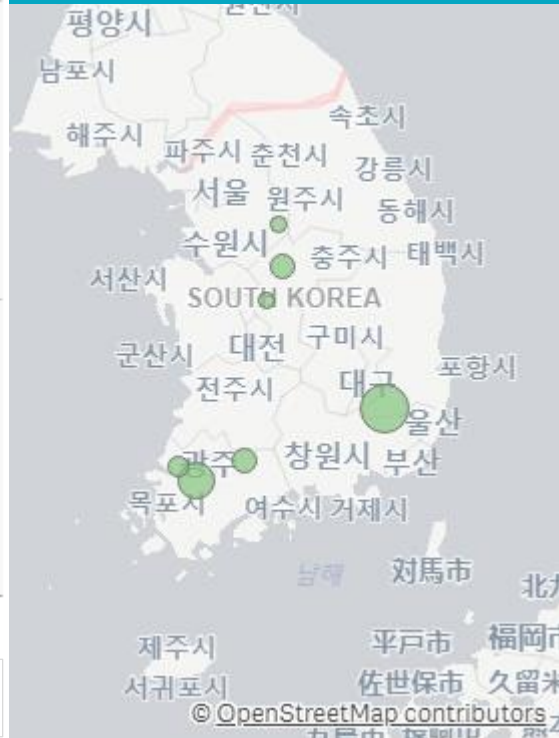 평양시
남포시
속초시
해주시
파주시 춘천시
강릉시
서울 원주시
동해시
수원시
충주시 태백시
서산시
SOUTH KOREA
구미시
대전
군산시
포항시
대구
전주시
울산
광주
창원시 부산
목포시
여수시 거제시
남해
対馬市
제주시
平戸市
福岡市
서귀포시
佐世保市
久留米
© OpenStreetMap contributors